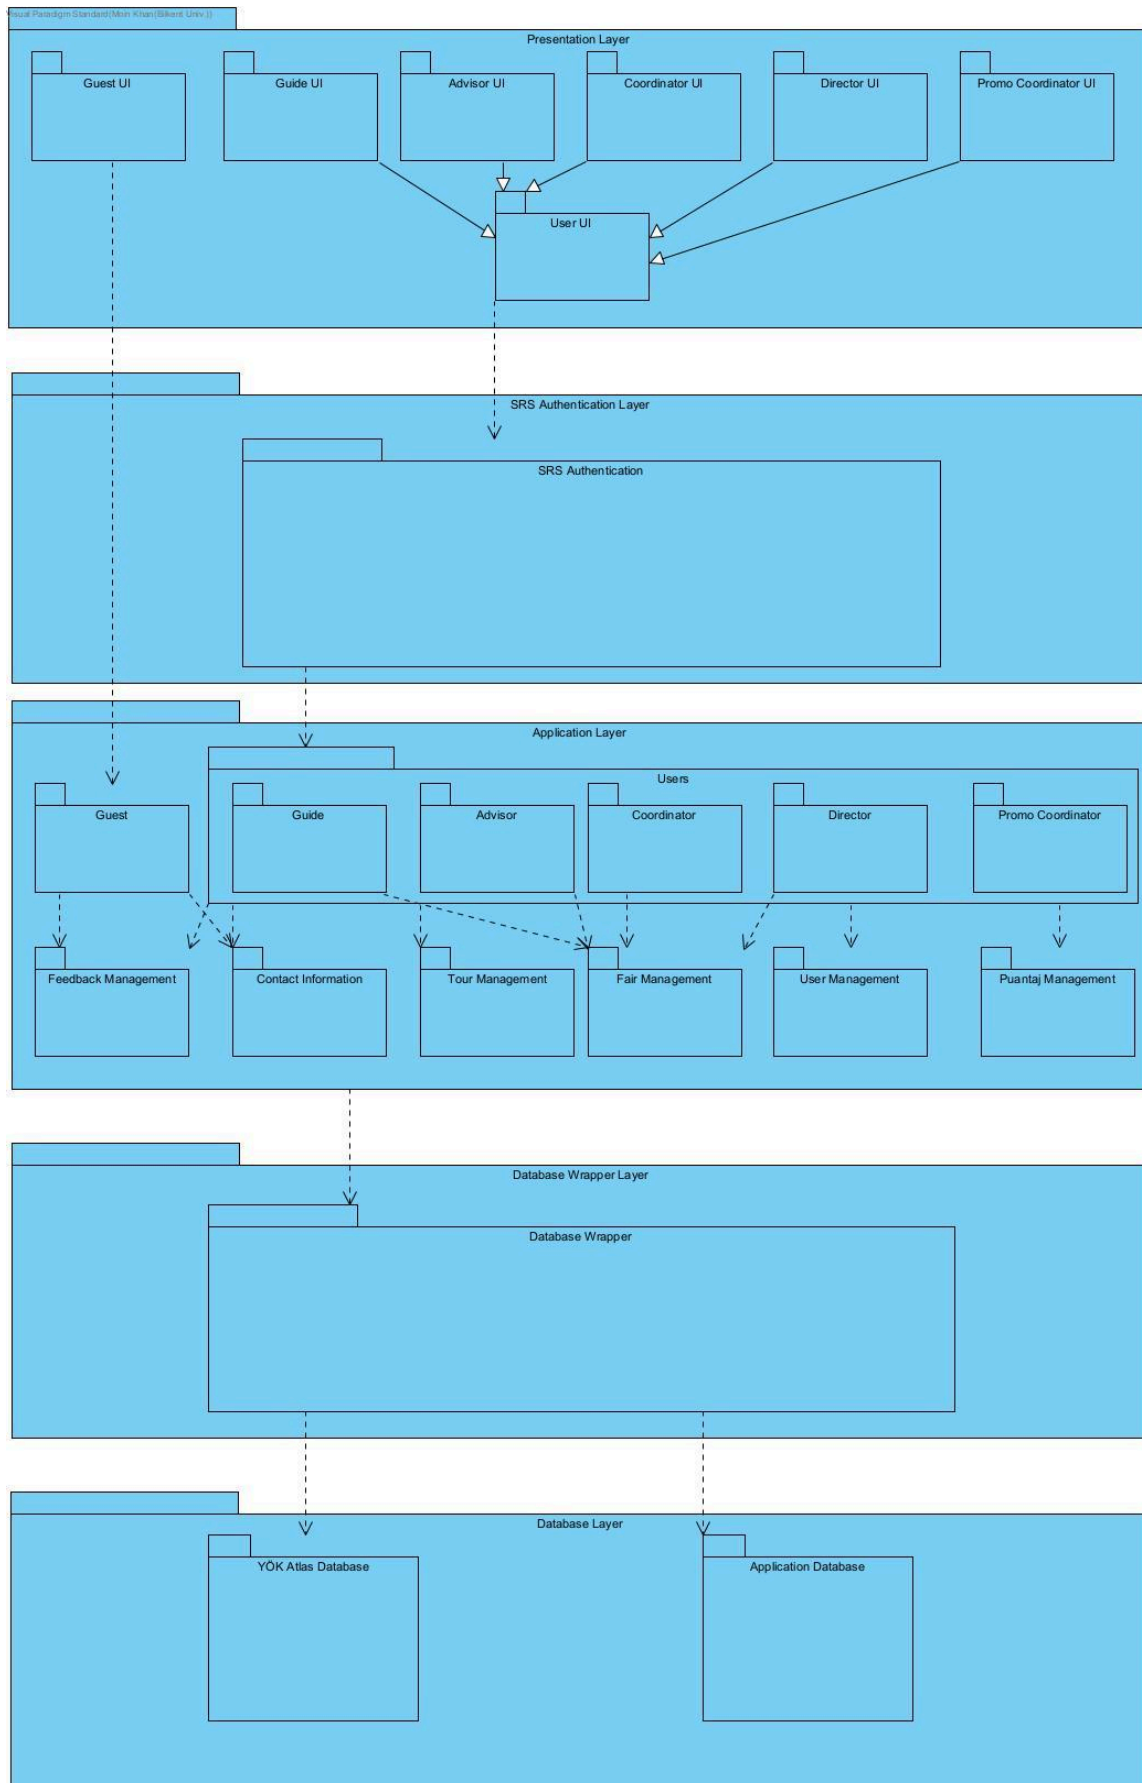 Visual Paradigm Standard(Moin Khan(Bilkent Univ.))
Presentation Layer
Guest UI
Guide UI
Advisor UI
Coordinator UI
Director UI
Promo Coordinator UI
User UI
SRS Authentication Layer
SRS Authentication
Application Layer
Users
Guest
Guide
Advisor
Coordinator
Director
Promo Coordinator
Feedback Management
Contact Information
Tour Management
Fair Management
User Management
Puantaj Management
Database Wrapper Layer
Database Wrapper
Database Layer
YÖK Atlas Database
Application Database